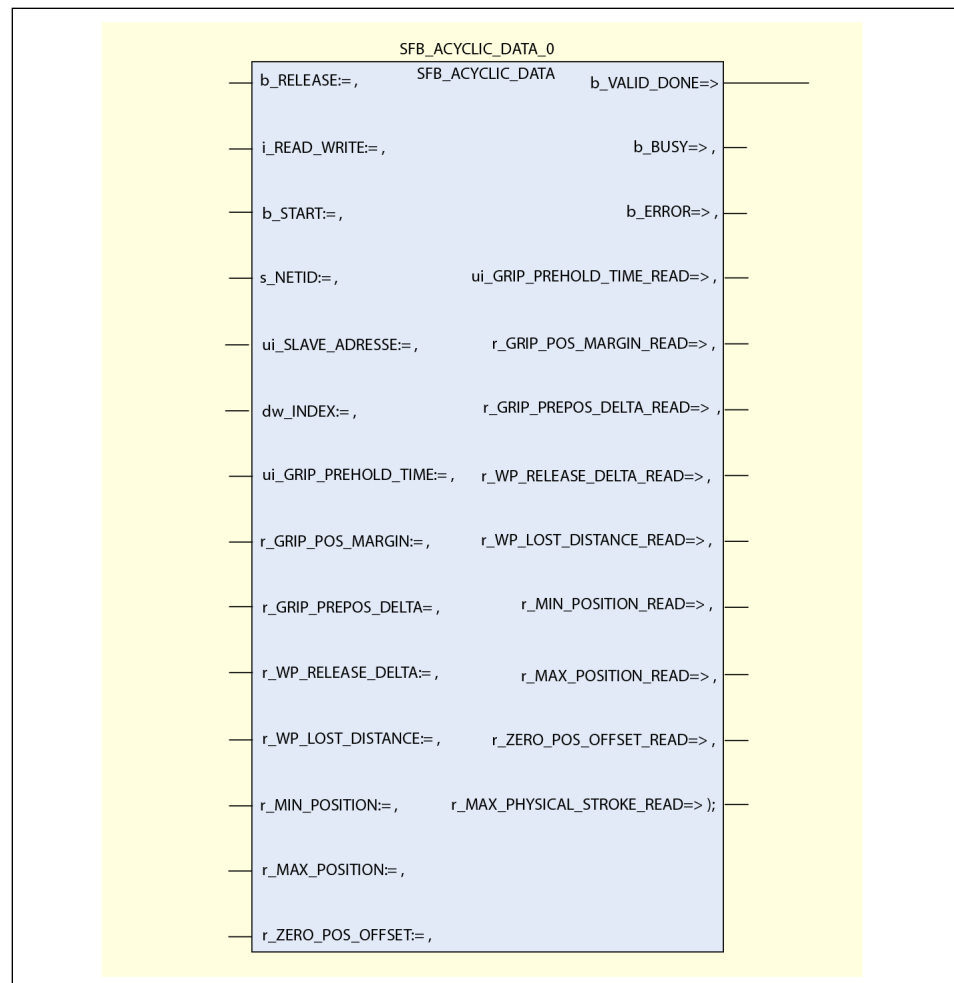 SFB_ACYCLIC_DATA_0
SFB_ACYCLIC_DATA
b_RELEASE:= , b_VALID_DONE=>
i_READ_WRITE:= , b_BUSY=> ,
b_START:= , b_ERROR=> ,
s_NETID:= , ui_GRIP_PREHOLD_TIME_READ=> ,
ui_SLAVE_ADRESSE:= , r_GRIP_POS_MARGIN_READ=> ,
dw_INDEX:= , r_GRIP_PREPOS_DELTA_READ=> ,
ui_GRIP_PREHOLD_TIME:= , r_WP_RELEASE_DELTA_READ=> ,
r_GRIP_POS_MARGIN:= , r_WP_LOST_DISTANCE_READ=> ,
r_GRIP_PREPOS_DELTA= , r_MIN_POSITION_READ=> ,
r_WP_RELEASE_DELTA:= , r_MAX_POSITION_READ=> ,
r_WP_LOST_DISTANCE:= , r_ZERO_POS_OFFSET_READ=> ,
r_MIN_POSITION:= , r_MAX_PHYSICAL_STROKE_READ=> );
r_MAX_POSITION:= ,
r_ZERO_POS_OFFSET:= ,